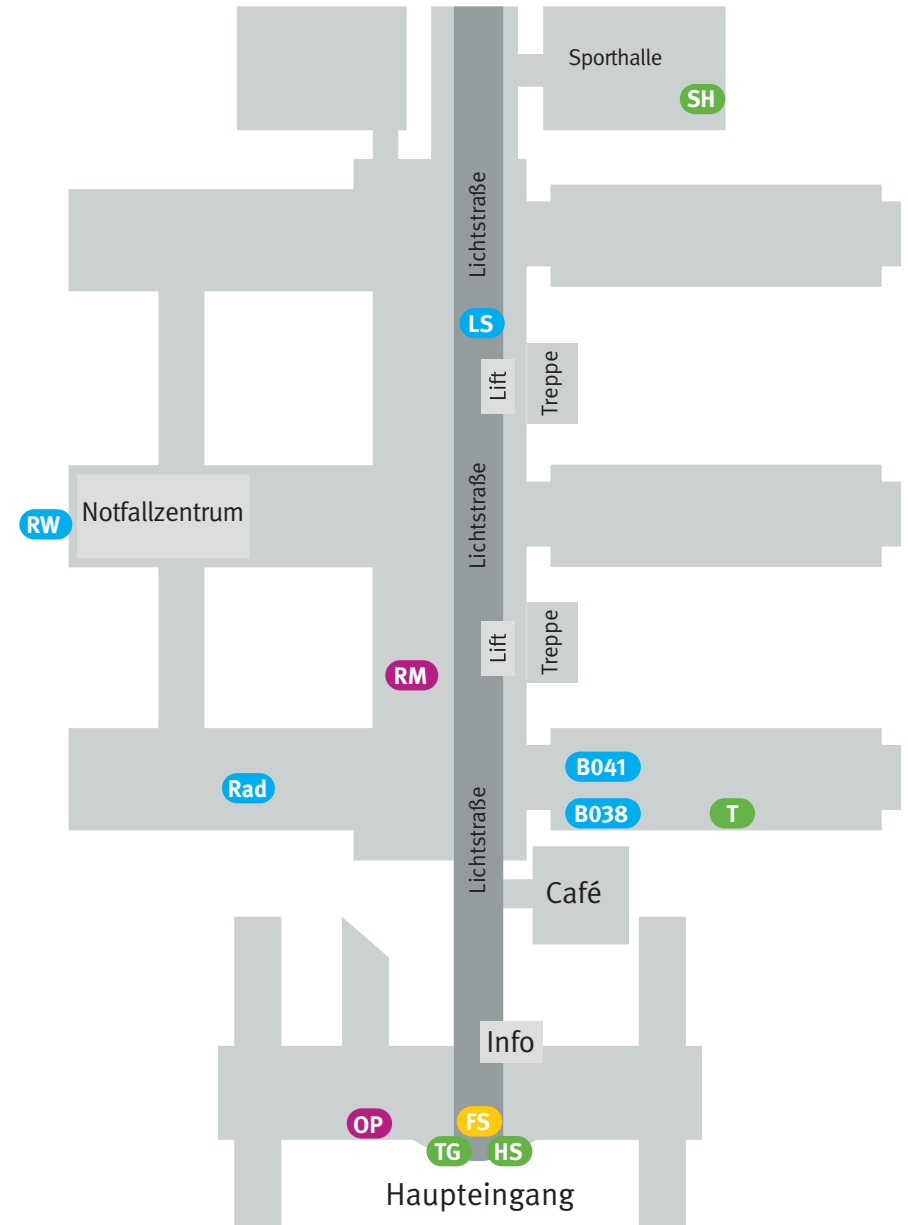 Sporthalle
SH
Lichtstraße
LS
Lift
Treppe
Lichtstraße
Notfallzentrum
RW
Lift
Treppe
RM
B041
Rad
B038
T
Lichtstraße
Café
Info
OP
FS
TG
HS
Haupteingang